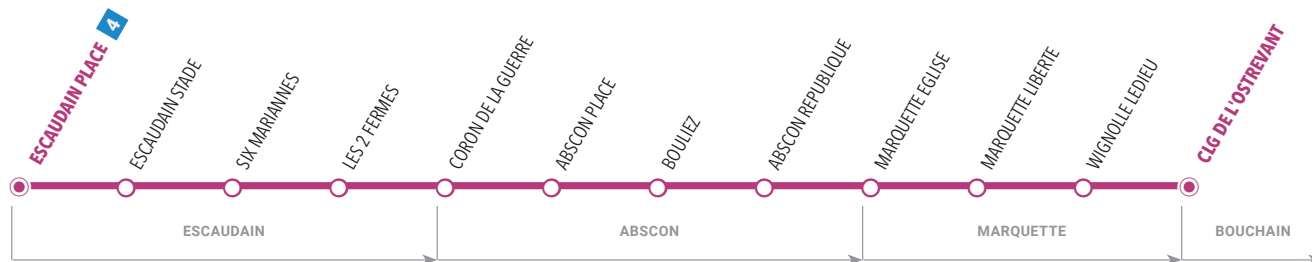 ESCAUDAIN PLACE 4
ESCAUDAIN STADE
SIX MARIANNES
LES 2 FERMES
CORON DE LA GUERRE
ABSCON PLACE
BOULEZ
ABSCON REPUBLIQUE
MARQUETTE EGLISE
MARQUETTE LIBERTE
WIGNOLLE LEDIEU
CLG DE L'OSTREVANT
ESCAUDAIN
ABSCON
MARQUETTE
BOUCHAIN